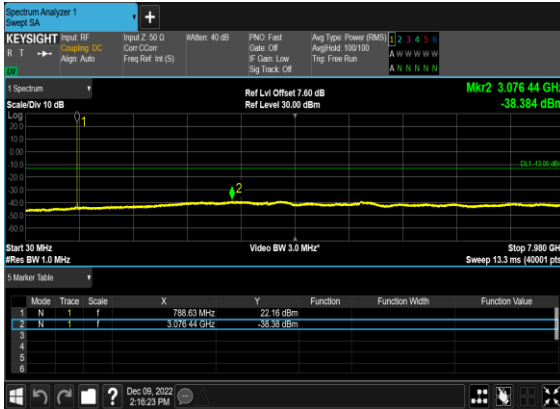 Spectrum Analyzer 1
Swept SA
+
KEYSIGHT Input: RF Input Z: 50 Ω #Atten: 40 dB PNO: Fast Avg Type: Power (RMS) 1 2 3 4 5 6
R T Coupling: DC Corr CCorr Gate: Off Avg|Hold: 100/100 A W W W W W
Align: Auto Freq Ref: Int (S) IF Gain: Low Trig: Free Run
Sig Track: Off A N N N N N
1 Spectrum Ref Lvl Offset 7.60 dB Mkr2 3.076 44 GHz
Scale/Div 10 dB Ref Level 30.00 dBm -38.384 dBm
Log
1
20.0
10.0
0.00
-10.0
DL1 -13.00 dBm
-20.0
-30.0
2
-40.0
-50.0
-60.0
Start 30 MHz Video BW 3.0 MHz* Stop 7.980 GHz
#Res BW 1.0 MHz Sweep 13.3 ms (40001 pts)
5 Marker Table
Mode Trace Scale X Y Function Function Width Function Value
1 N 1 f 788.63 MHz 22.16 dBm
2 N 1 f 3.076 44 GHz -38.38 dBm
3
4
5
6
? Dec 09, 2022
2:16:23 PM